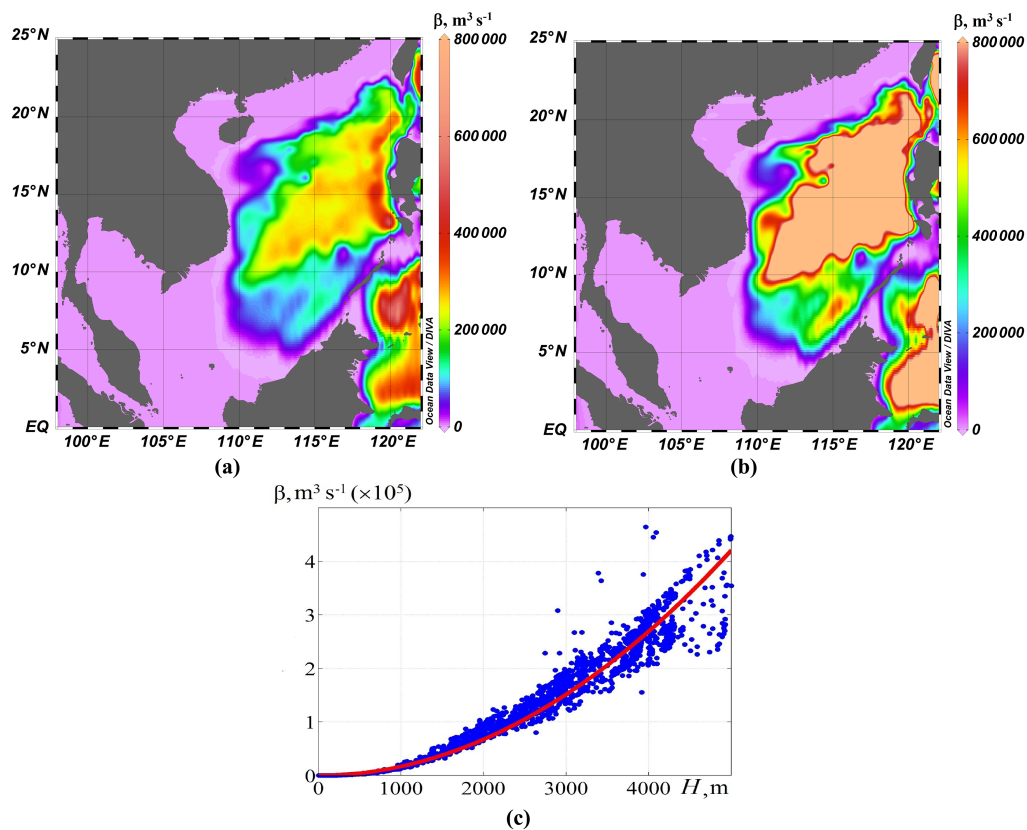 β, m³ s⁻¹
β, m³ s⁻¹
25° N
20° N
15° N
10° N
5° N
EQ
100° E
105° E
110° E
115° E
120° E
800 000
600 000
400 000
200 000
0
Ocean Data View / DIVA
(a)
25° N
20° N
15° N
10° N
5° N
EQ
100° E
105° E
110° E
115° E
120° E
800 000
600 000
400 000
200 000
0
Ocean Data View / DIVA
(b)
β, m³ s⁻¹ (×10⁵)
4
3
2
1
0
0
1000
2000
3000
4000
H, m
(c)